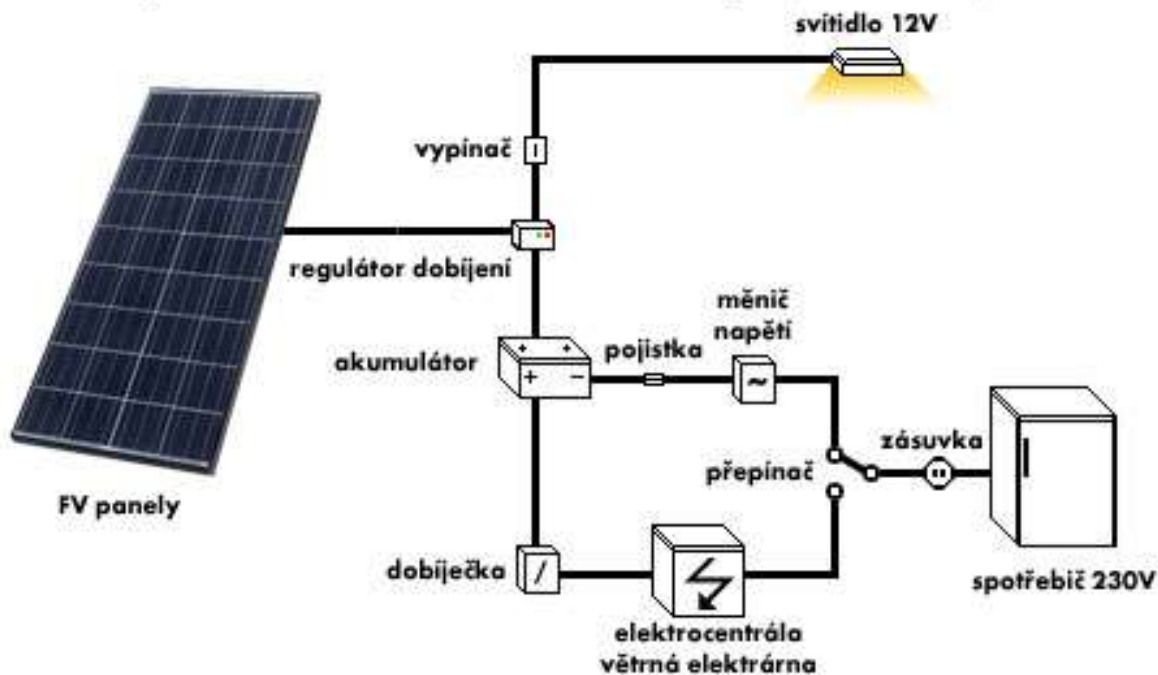 svítidlo 12V
vypínač
regulátor dobíjení
měnič
napětí
pojistka
akumulátor
zásuvka
přepínač
FV panely
dobíječka
spotřebič 230V
elektrocentrála
větrná elektrárna